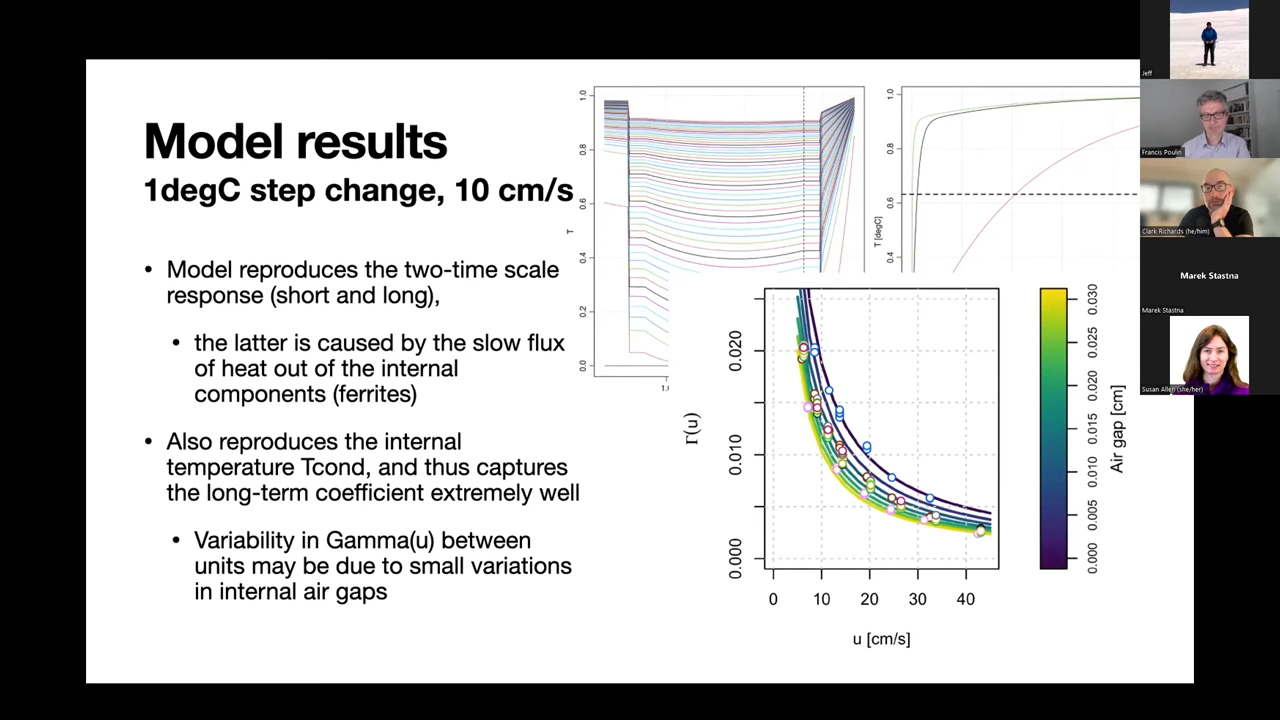 Model results
1degC step change, 10 cm/s
• Model reproduces the two-time scale
response (short and long),
• the latter is caused by the slow flux
of heat out of the internal
components (ferrites)
• Also reproduces the internal
temperature Tcond, and thus captures
the long-term coefficient extremely well
• Variability in Gamma(u) between
units may be due to small variations
in internal air gaps
1.0
0.8
0.6
0.4
0.2
0.0
T
1.0
0.8
0.6
0.4
T [degC]
0.020
0.010
0.000
Γ(u)
0 10 20 30 40
u [cm/s]
0.030
0.025
0.020
0.015
0.010
0.005
0.000
Air gap [cm]
Jeff
Francis Poulin
Clark Richards (he/him)
Marek Stastna
Marek Stastna
Susan Allen (she/her)